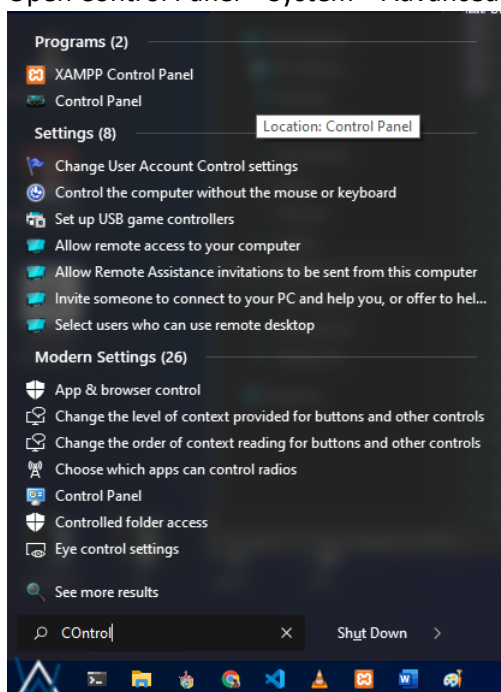 Open Control Panel System Advanced
Programs (2)
XAMPP Control Panel
Control Panel
Location: Control Panel
Settings (8)
Change User Account Control settings
Control the computer without the mouse or keyboard
Set up USB game controllers
Allow remote access to your computer
Allow Remote Assistance invitations to be sent from this computer
Invite someone to connect to your PC and help you, or offer to hel...
Select users who can use remote desktop
Modern Settings (26)
App & browser control
Change the level of context provided for buttons and other controls
Change the order of context reading for buttons and other controls
Choose which apps can control radios
Control Panel
Controlled folder access
Eye control settings
See more results
COntrol
Shut Down